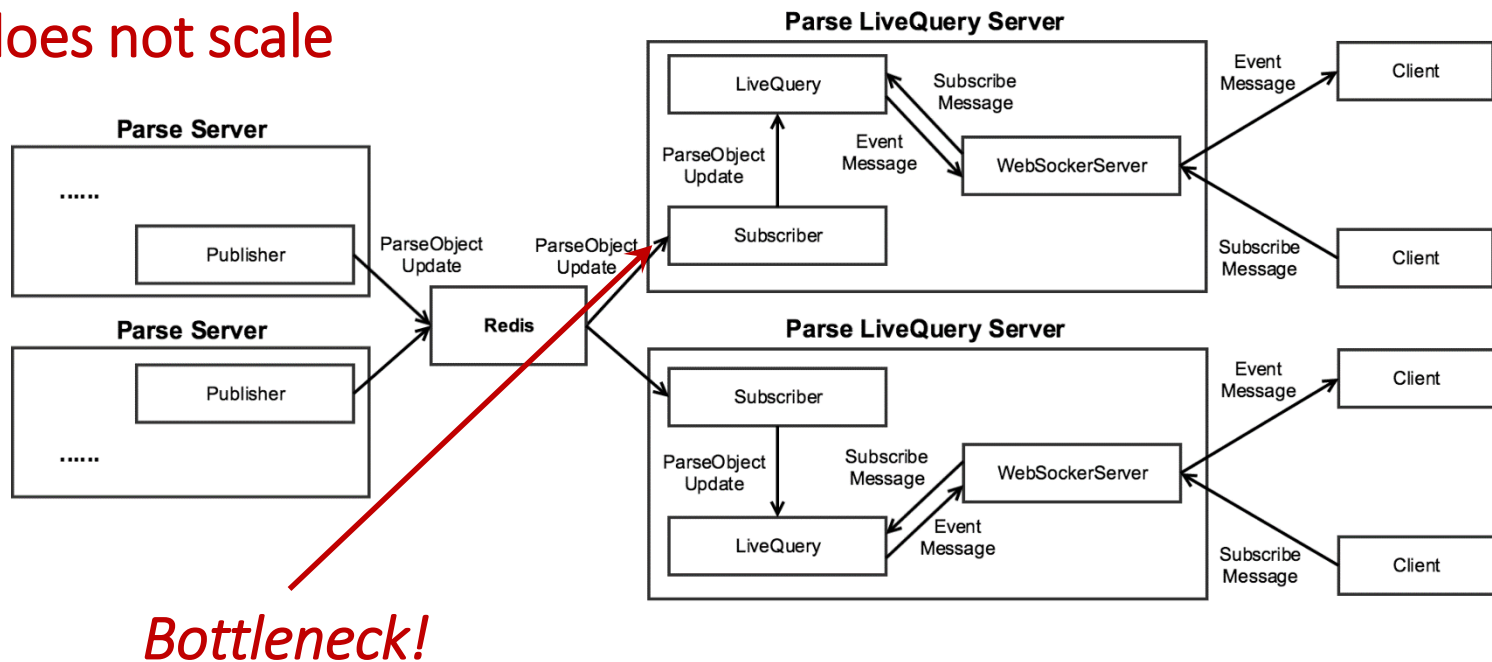 does not scale
Parse Server
......
Publisher
ParseObject
Update
Parse Server
Publisher
......
Redis
ParseObject
Update
Parse LiveQuery Server
LiveQuery
Subscribe
Message
Event
Message
ParseObject
Update
WebSockerServer
Subscriber
Event
Message
Client
Subscribe
Message
Client
Parse LiveQuery Server
Subscriber
ParseObject
Update
Subscribe
Message
WebSockerServer
LiveQuery
Event
Message
Event
Message
Client
Subscribe
Message
Client
Bottleneck!